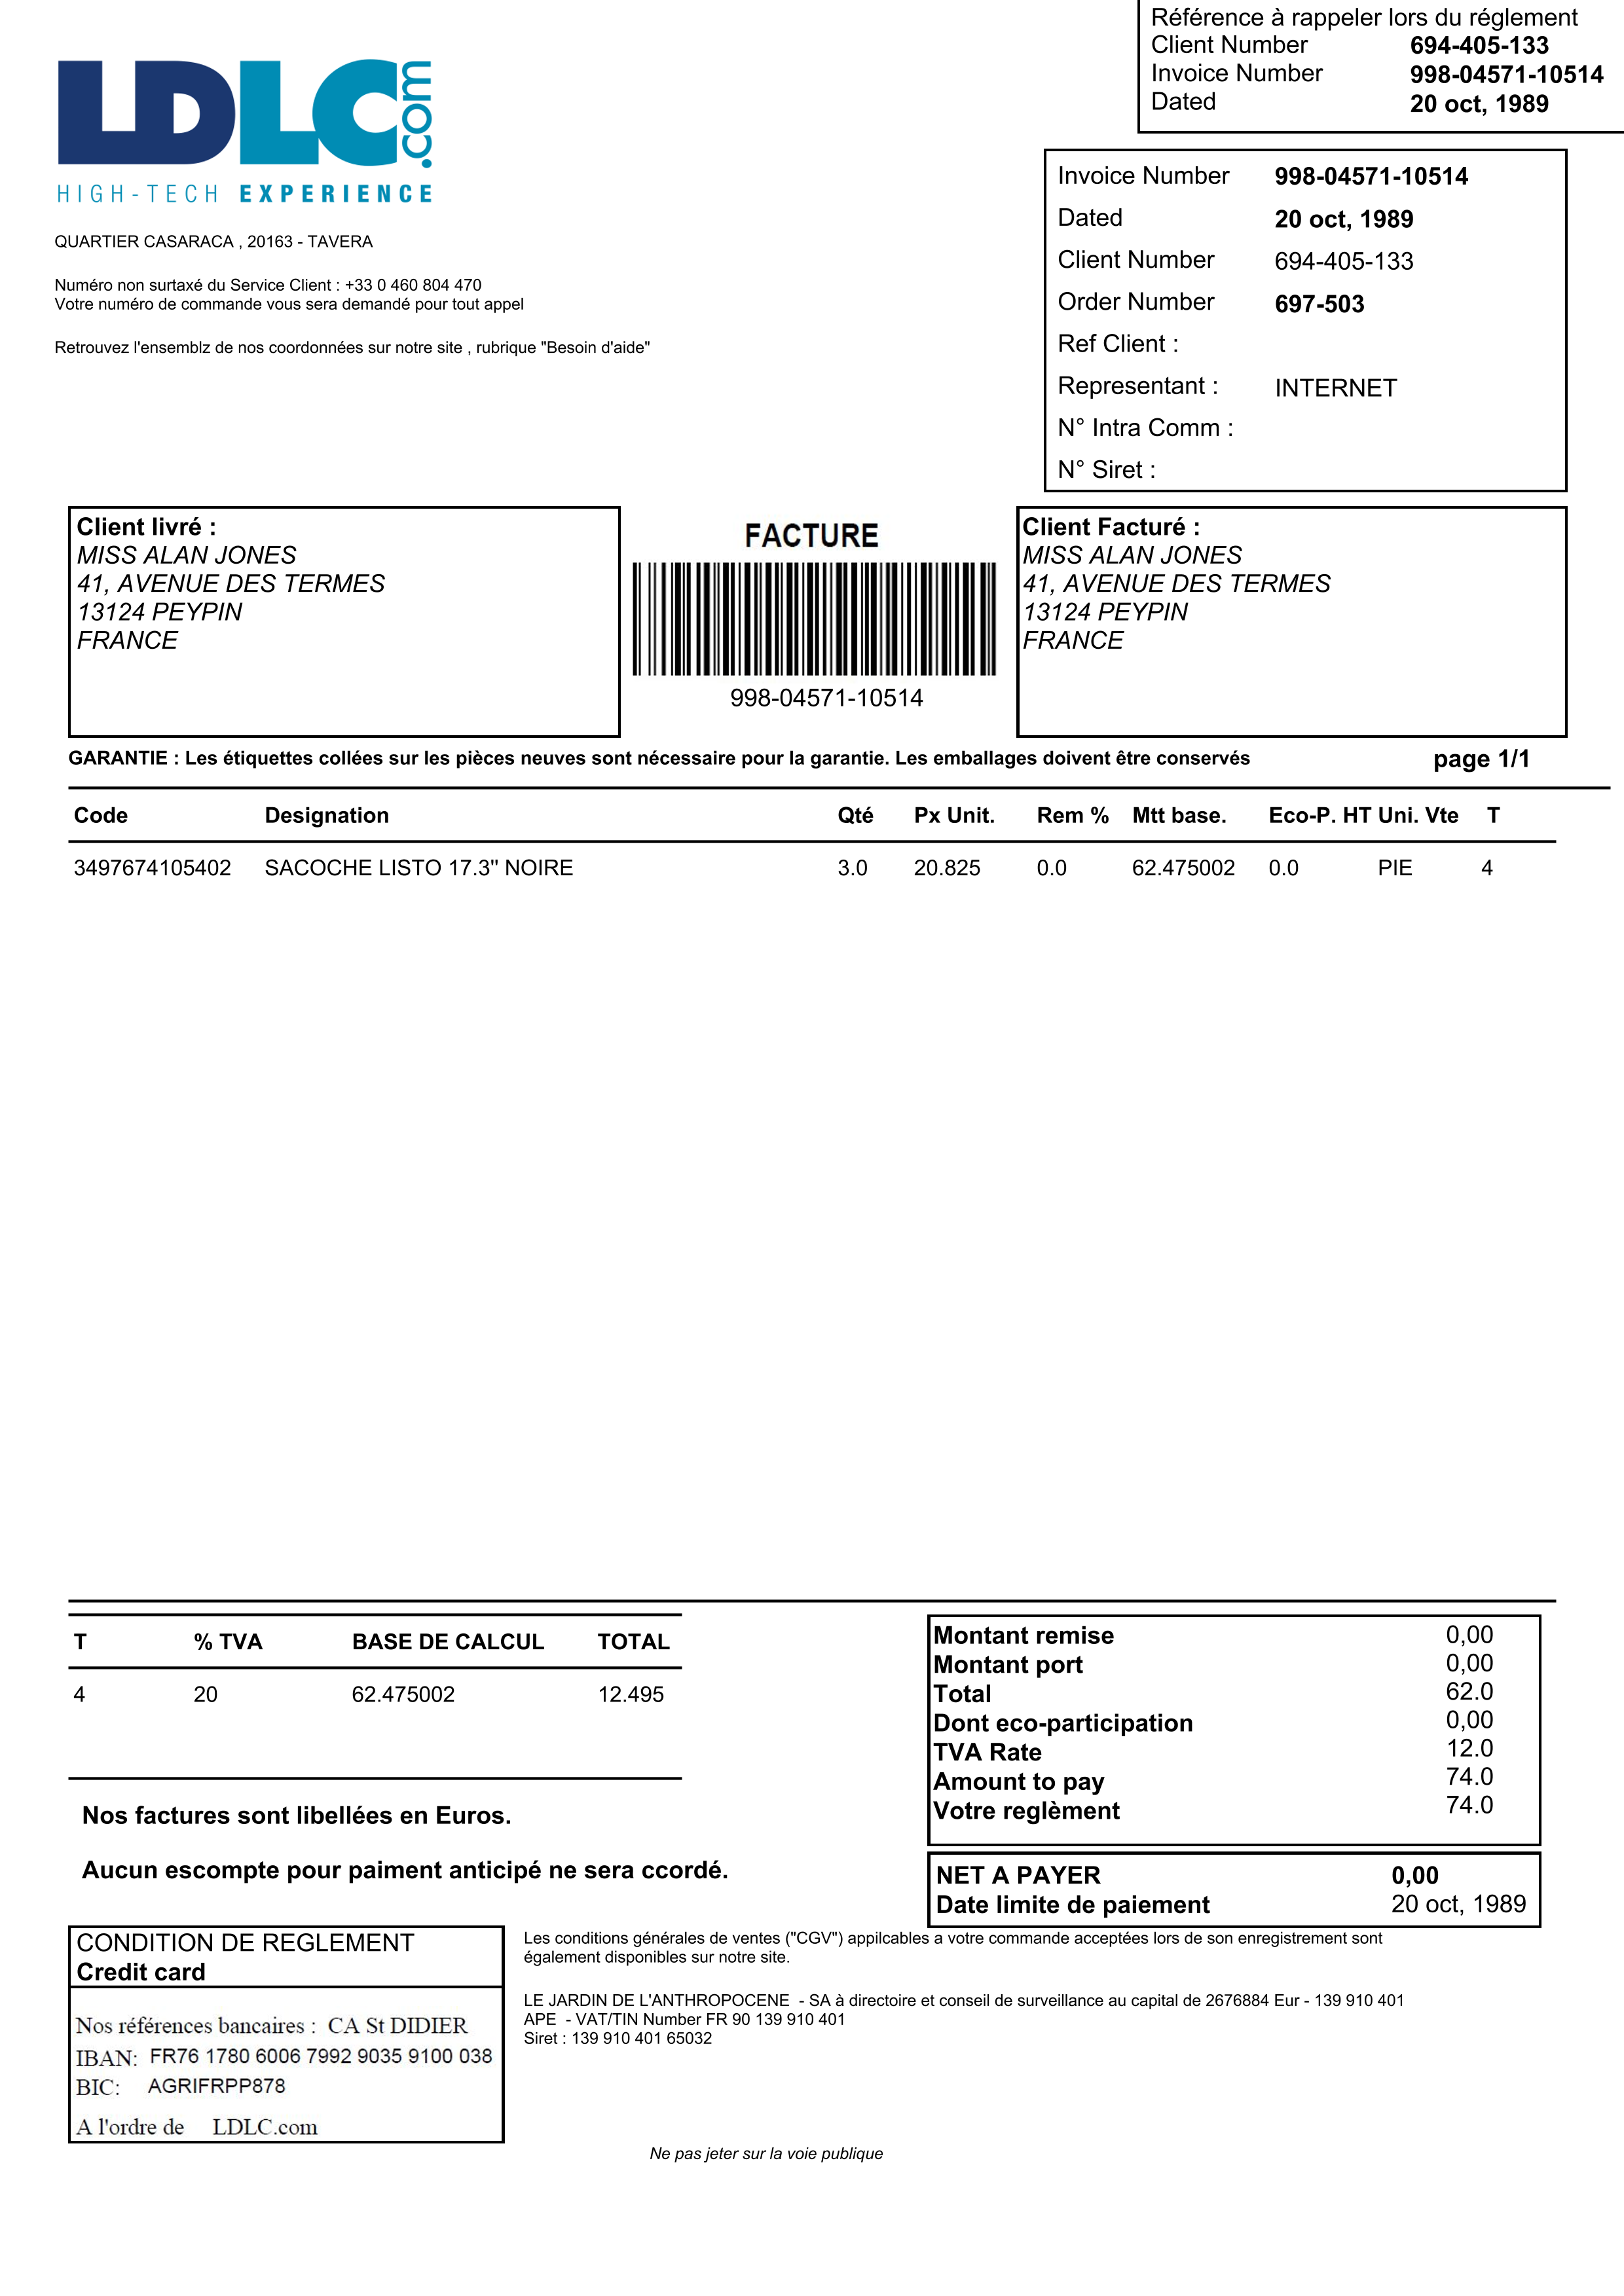 Référence à rappeler lors du réglement
Client Number 694-405-133
Invoice Number 998-04571-10514
Dated 20 oct, 1989
LDLC.com
HIGH-TECH EXPERIENCE
Invoice Number 998-04571-10514
Dated 20 oct, 1989
Client Number 694-405-133
Order Number 697-503
Ref Client :
Representant : INTERNET
N° Intra Comm :
N° Siret :
QUARTIER CASARACA , 20163 - TAVERA
Numéro non surtaxé du Service Client : +33 0 460 804 470
Votre numéro de commande vous sera demandé pour tout appel
Retrouvez l'ensemblz de nos coordonnées sur notre site , rubrique "Besoin d'aide"
Client livré :
MISS ALAN JONES
41, AVENUE DES TERMES
13124 PEYPIN
FRANCE
FACTURE
998-04571-10514
Client Facturé :
MISS ALAN JONES
41, AVENUE DES TERMES
13124 PEYPIN
FRANCE
GARANTIE : Les étiquettes collées sur les pièces neuves sont nécessaire pour la garantie. Les emballages doivent être conservés page 1/1
Code Designation Qté Px Unit. Rem % Mtt base. Eco-P. HT Uni. Vte T
3497674105402 SACOCHE LISTO 17.3" NOIRE 3.0 20.825 0.0 62.475002 0.0 PIE 4
T % TVA BASE DE CALCUL TOTAL
4 20 62.475002 12.495
Nos factures sont libellées en Euros.
Aucun escompte pour paiment anticipé ne sera ccordé.
Montant remise 0,00
Montant port 0,00
Total 62.0
Dont eco-participation 0,00
TVA Rate 12.0
Amount to pay 74.0
Votre reglèment 74.0
NET A PAYER 0,00
Date limite de paiement 20 oct, 1989
CONDITION DE REGLEMENT
Credit card
Nos références bancaires : CA St DIDIER
IBAN: FR76 1780 6006 7992 9035 9100 038
BIC: AGRIFRPP878
A l'ordre de LDLC.com
Les conditions générales de ventes ("CGV") appilcables a votre commande acceptées lors de son enregistrement sont
également disponibles sur notre site.
LE JARDIN DE L'ANTHROPOCENE - SA à directoire et conseil de surveillance au capital de 2676884 Eur - 139 910 401
APE - VAT/TIN Number FR 90 139 910 401
Siret : 139 910 401 65032
Ne pas jeter sur la voie publique